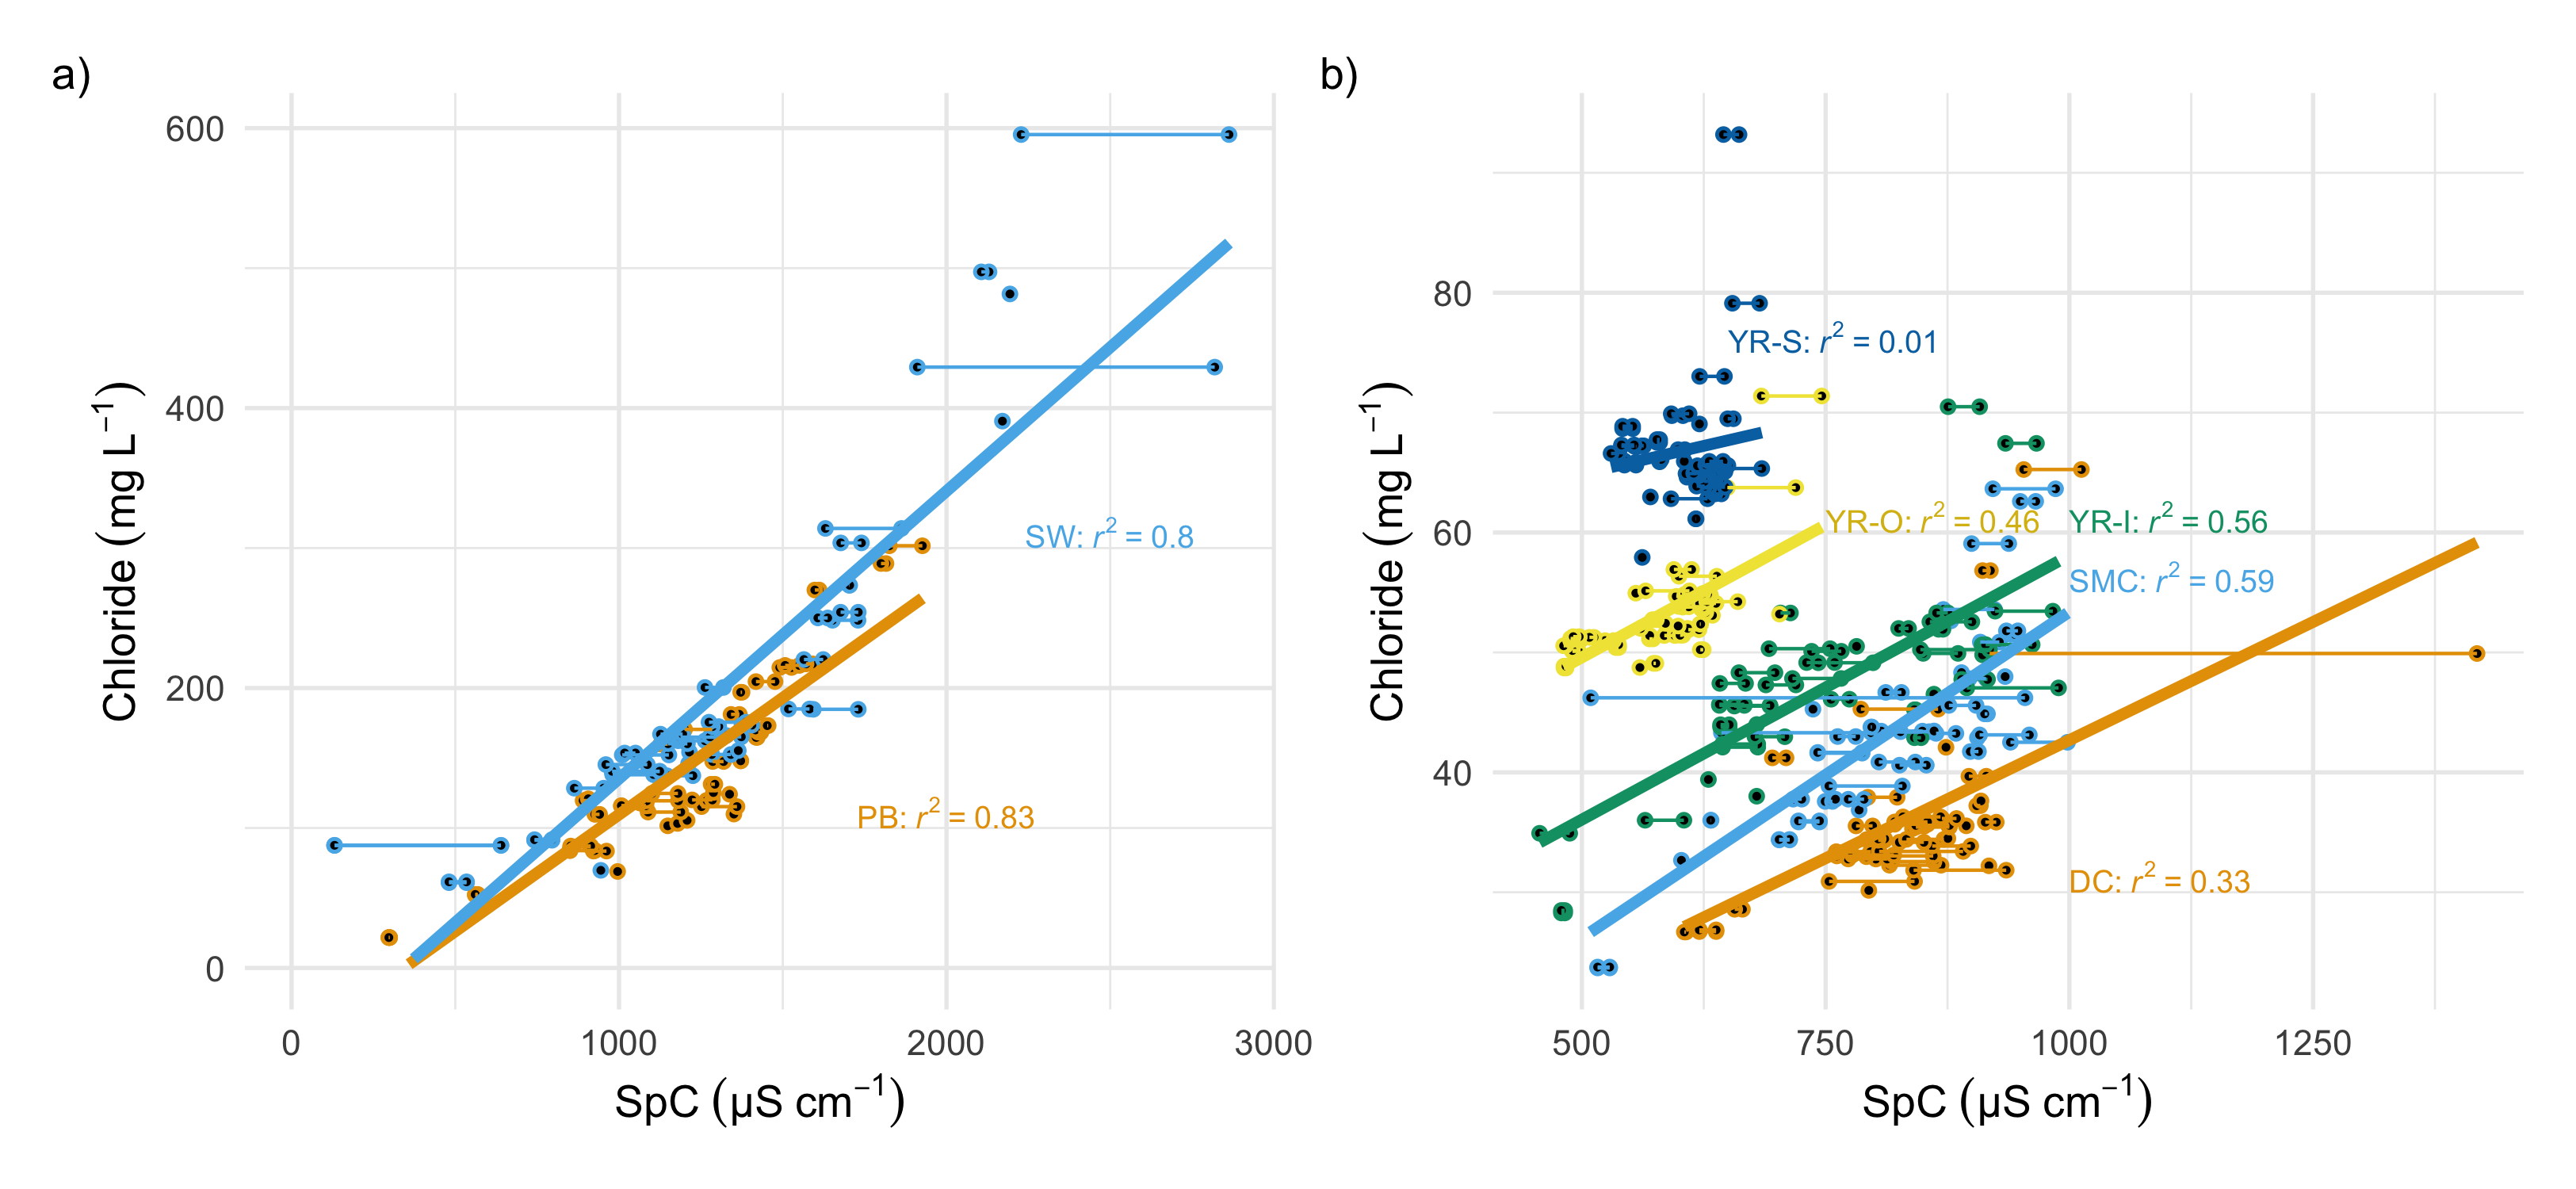 a)
600
400
200
0
Chloride (mg L⁻¹)
SW: r² = 0.8
PB: r² = 0.83
0 1000 2000 3000
SpC (µS cm⁻¹)
b)
80
60
40
Chloride (mg L⁻¹)
YR-S: r² = 0.01
YR-O: r² = 0.46
YR-I: r² = 0.56
SMC: r² = 0.59
DC: r² = 0.33
500 750 1000 1250
SpC (µS cm⁻¹)